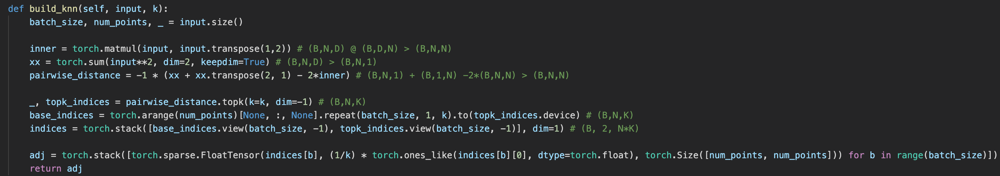 def build_knn(self, input, k):
    batch_size, num_points, _ = input.size()

    inner = torch.matmul(input, input.transpose(1,2)) # (B,N,D) @ (B,D,N) > (B,N,N)
    xx = torch.sum(input**2, dim=2, keepdim=True) # (B,N,D) > (B,N,1)
    pairwise_distance = -1 * (xx + xx.transpose(2, 1) - 2*inner) # (B,N,1) + (B,1,N) -2*(B,N,N) > (B,N,N)

    _, topk_indices = pairwise_distance.topk(k=k, dim=-1) # (B,N,K)
    base_indices = torch.arange(num_points)[None, :, None].repeat(batch_size, 1, k).to(topk_indices.device) # (B,N,K)
    indices = torch.stack([base_indices.view(batch_size, -1), topk_indices.view(batch_size, -1)], dim=1) # (B, 2, N*K)

    adj = torch.stack([torch.sparse.FloatTensor(indices[b], (1/k) * torch.ones_like(indices[b][0], dtype=torch.float), torch.Size([num_points, num_points])) for b in range(batch_size)])
    return adj